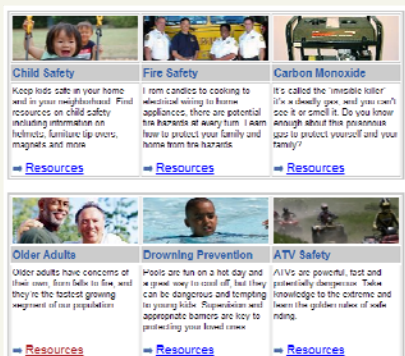 Child Safety
Keep kids safe in your home
and in your neighborhood. Find
resources on child safety
including information on
helmets, furniture tip overs,
magnets and more
Resources
Fire Safety
From candles to cooking to
electrical wiring to home
appliances, there are potential
fire hazards at every turn. Learn
how to protect your family and
home from fire hazards.
Resources
Carbon Monoxide
It's called the "invisible killer"
it's a deadly gas, and you can't
see it or smell it. Do you know
enough about this poisonous
gas to protect yourself and your
family?
Resources
Older Adults
Older adults have concerns of
their own, from falls to fire, and
they're the fastest growing
segment of our population.
Resources
Drowning Prevention
Pools are fun on a hot day and
a great way to cool off, but they
can be dangerous and tempting
to young kids. Supervision and
appropriate barriers are key to
protecting your loved ones.
Resources
ATV Safety
ATVs are powerful, fast and
potentially dangerous. Take
knowledge to the extreme and
learn the golden rules of safe
riding.
Resources